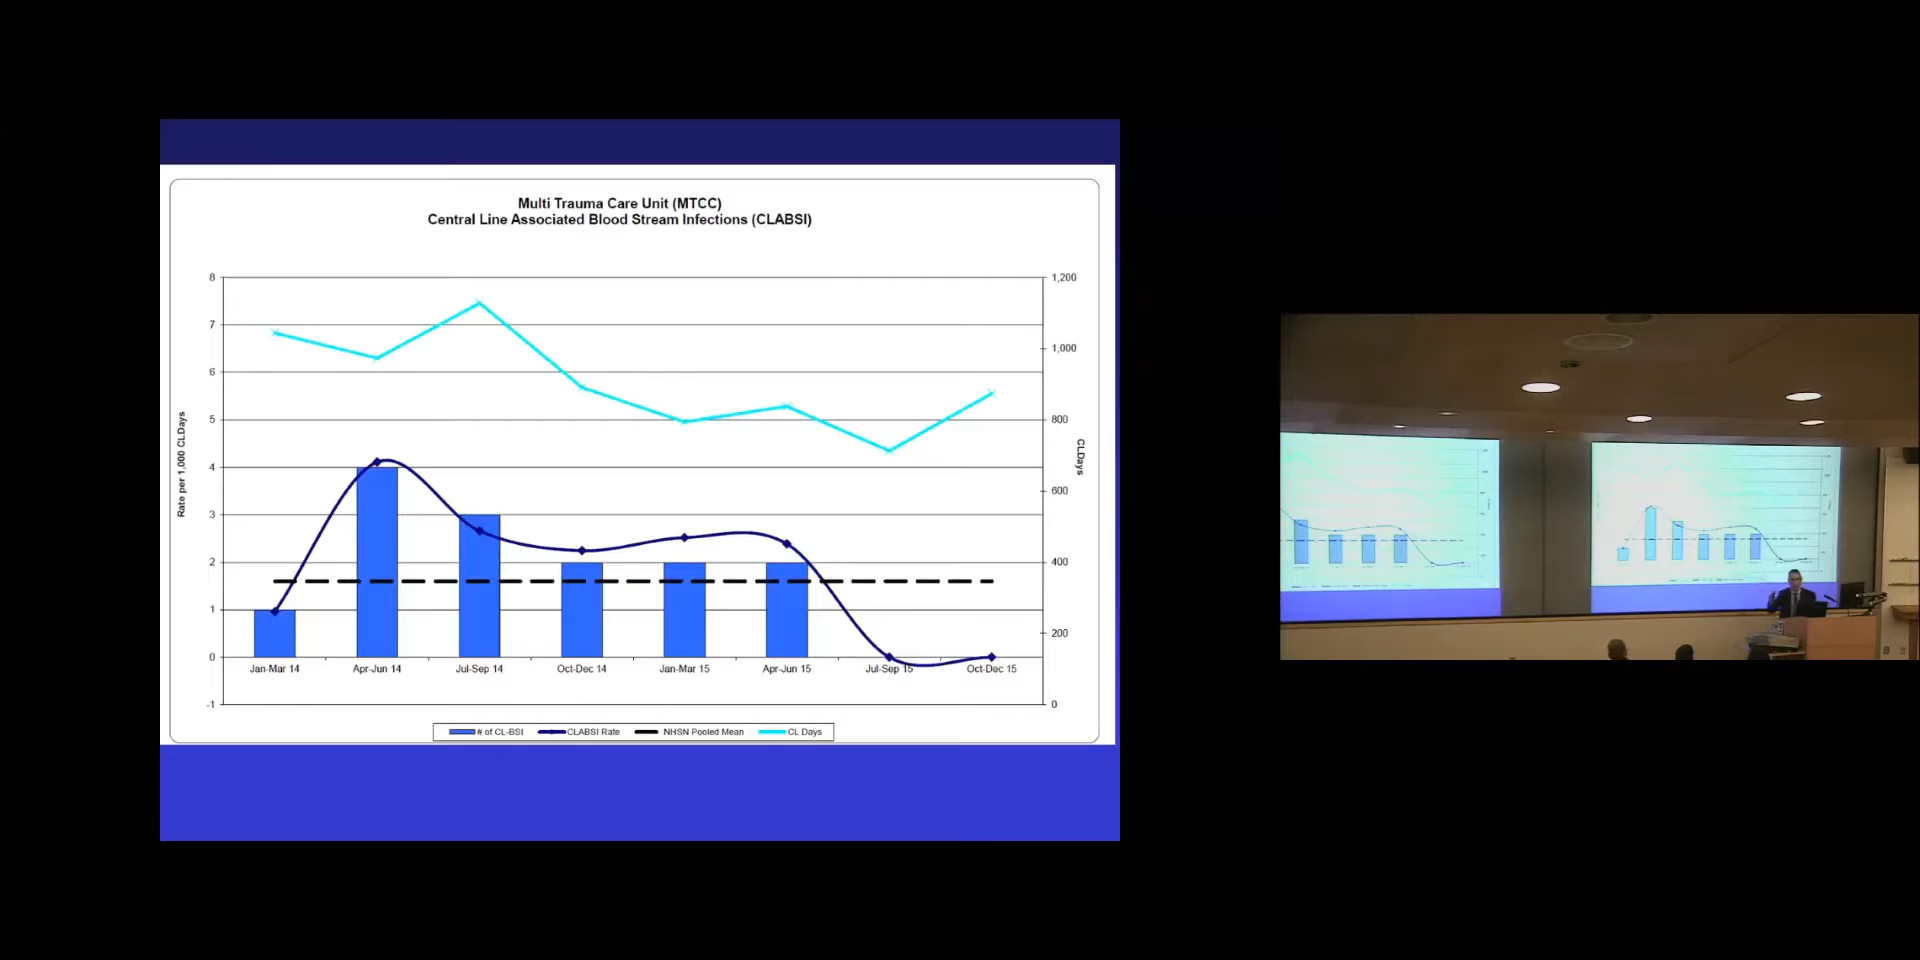 Multi Trauma Care Unit (MTCC)
Central Line Associated Blood Stream Infections (CLABSI)
8
7
6
5
4
3
2
1
0
-1
Rate per 1,000 CLDays
1,200
1,000
800
600
400
200
0
CLDays
Jan-Mar 14
Apr-Jun 14
Jul-Sep 14
Oct-Dec 14
Jan-Mar 15
Apr-Jun 15
Jul-Sep 15
Oct-Dec 15
# of CL-BSI
CLABSI Rate
NHSN Pooled Mean
CL Days